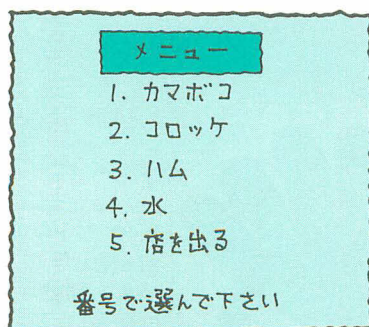 メニュー
1. カマボコ
2. コロッケ
3. ハム
4. 水
5. 店を出る
番号で選んで下さい